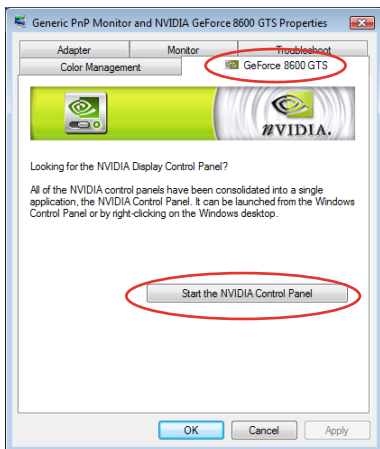 Generic PnP Monitor and NVIDIA GeForce 8600 GTS Properties
Adapter
Monitor
Troubleshoot
Color Management
GeForce 8600 GTS
NVIDIA.
Looking for the NVIDIA Display Control Panel?
All of the NVIDIA control panels have been consolidated into a single
application, the NVIDIA Control Panel. It can be launched from the Windows
Control Panel or by right-clicking on the Windows desktop.
Start the NVIDIA Control Panel
OK
Cancel
Apply